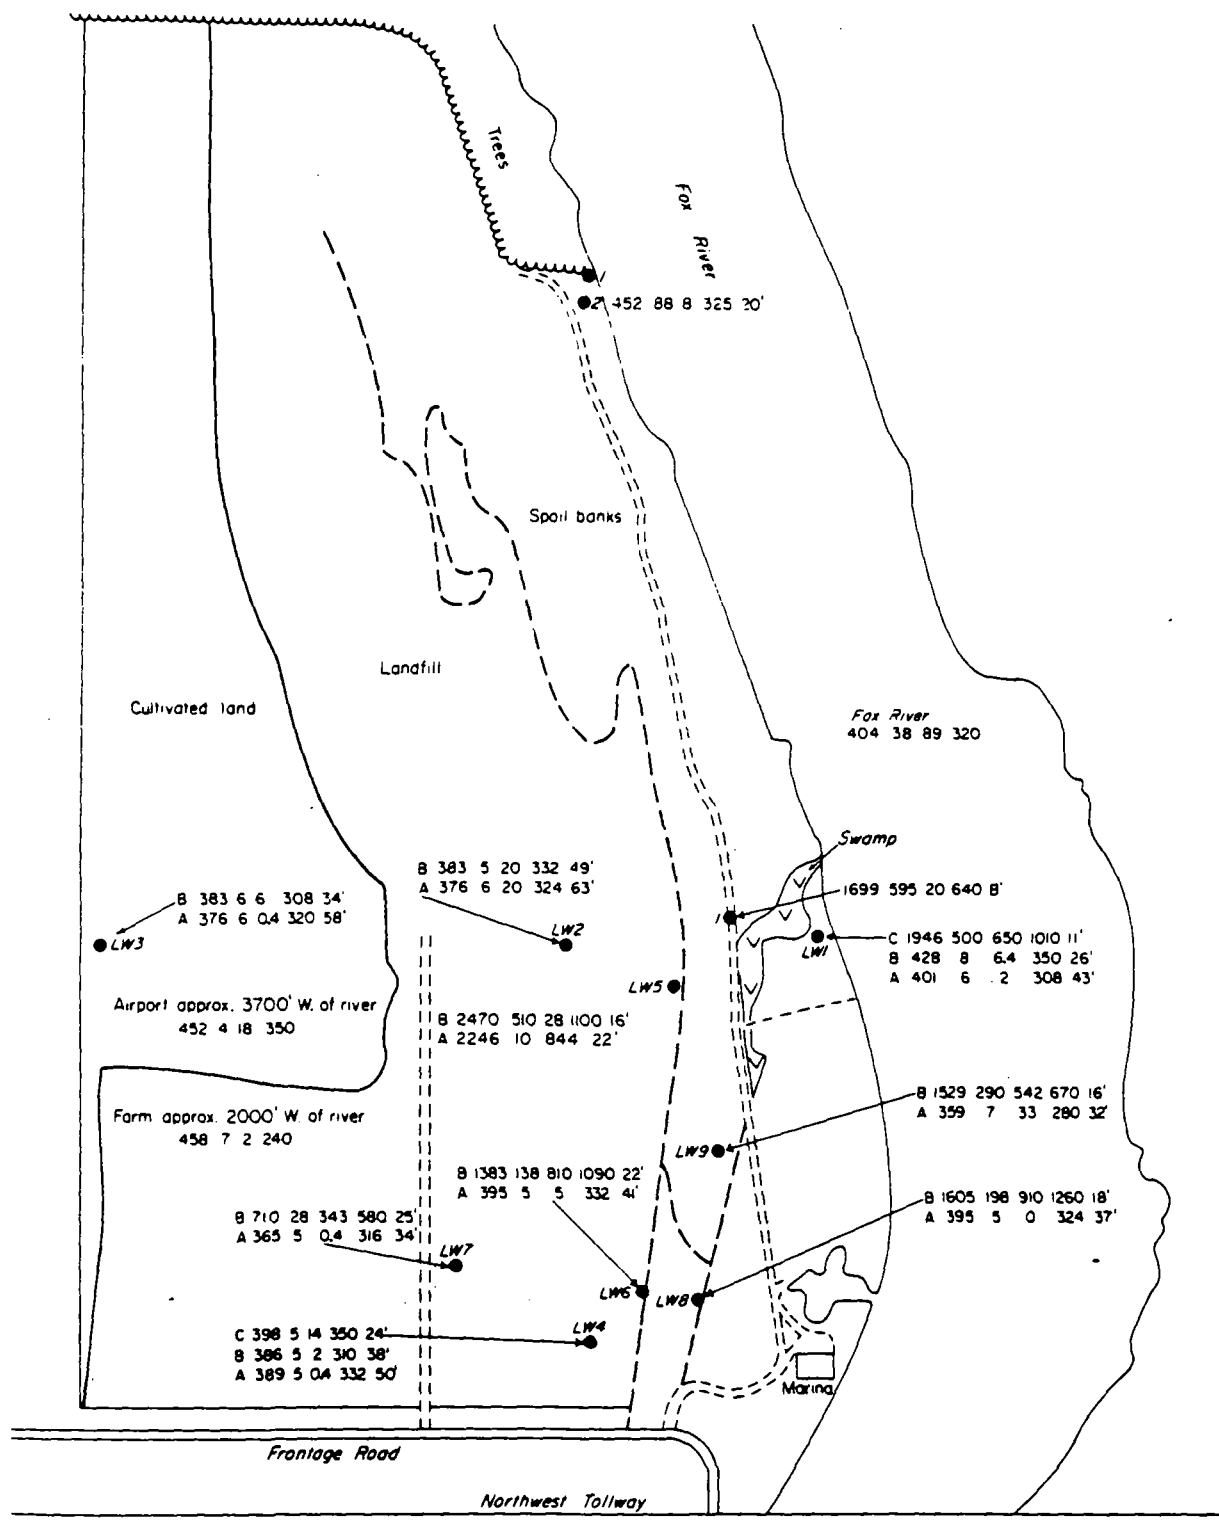 Trees
Fox
River
1
2 452 88 8 325 20'
Spoil banks
Landfill
Cultivated land
Fox River
404 38 89 320
Swamp
B 383 5 20 332 49'
A 376 6 20 324 63'
B 383 6 6 308 34'
A 376 6 0.4 320 58'
1699 595 20 640 8'
1
LW3
LW2
C 1946 500 650 1010 11'
LW1
B 428 8 6.4 350 26'
A 401 6 .2 308 43'
LW5
Airport approx. 3700' W. of river
452 4 18 350
B 2470 510 28 1100 16'
A 2246 10 844 22'
B 1529 290 542 670 16'
A 359 7 33 280 32'
Farm approx. 2000' W. of river
458 7 2 240
LW9
B 1383 138 810 1090 22'
A 395 5 5 332 41'
B 1605 198 910 1260 18'
A 395 5 0 324 37'
B 710 28 343 580 25'
A 365 5 0.4 316 34'
LW7
LW6
LW8
LW4
C 398 5 14 350 24'
B 386 5 2 310 38'
A 389 5 0.4 332 50'
Marina
Frontage Road
Northwest Tollway